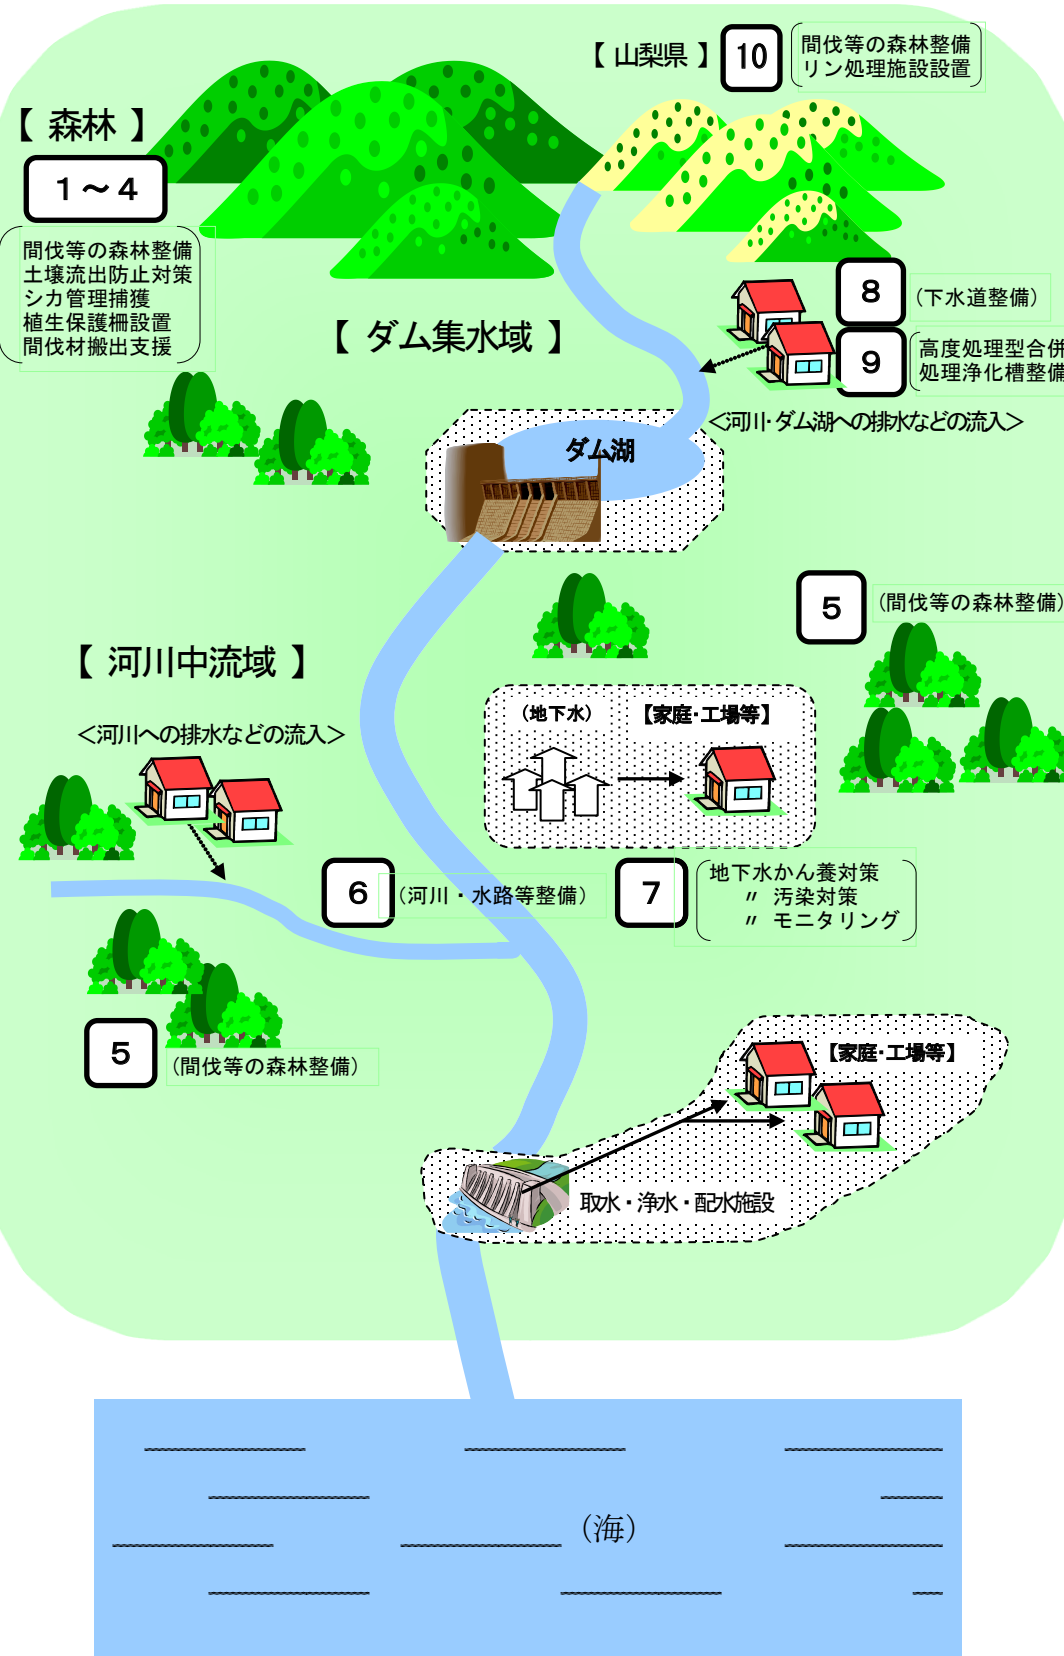 【 山梨県 】
10
間伐等の森林整備
リン処理施設設置
【 森林 】
１～４
間伐等の森林整備
土壌流出防止対策
シカ管理捕獲
植生保護柵設置
間伐材搬出支援
【 ダム集水域 】
８
（下水道整備）
９
高度処理型合併
処理浄化槽整備
＜河川・ダム湖への排水などの流入＞
ダム湖
５
（間伐等の森林整備）
【 河川中流域 】
＜河川への排水などの流入＞
（地下水）
【家庭・工場等】
６
（河川・水路等整備）
７
地下水かん養対策
〃 汚染対策
〃 モニタリング
５
（間伐等の森林整備）
【家庭・工場等】
取水・浄水・配水施設
（海）